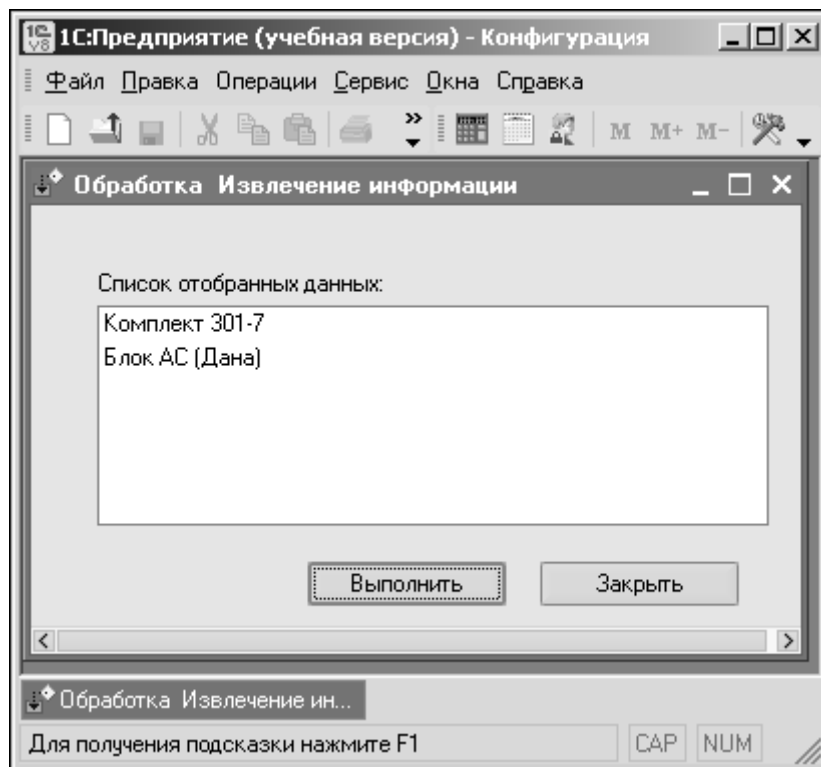 1С:Предприятие (учебная версия) - Конфигурация
Файл Правка Операции Сервис Окна Справка
M M+ M-
Обработка Извлечение информации
Список отобранных данных:
Комплект 301-7
Блок АС (Дана)
Выполнить Закрыть
Обработка Извлечение ин...
Для получения подсказки нажмите F1 CAP NUM